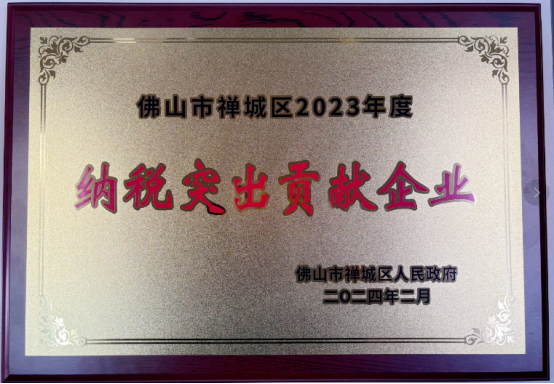 佛山市禅城区2023年度
纳税突出贡献企业
佛山市禅城区人民政府
二〇二四年二月